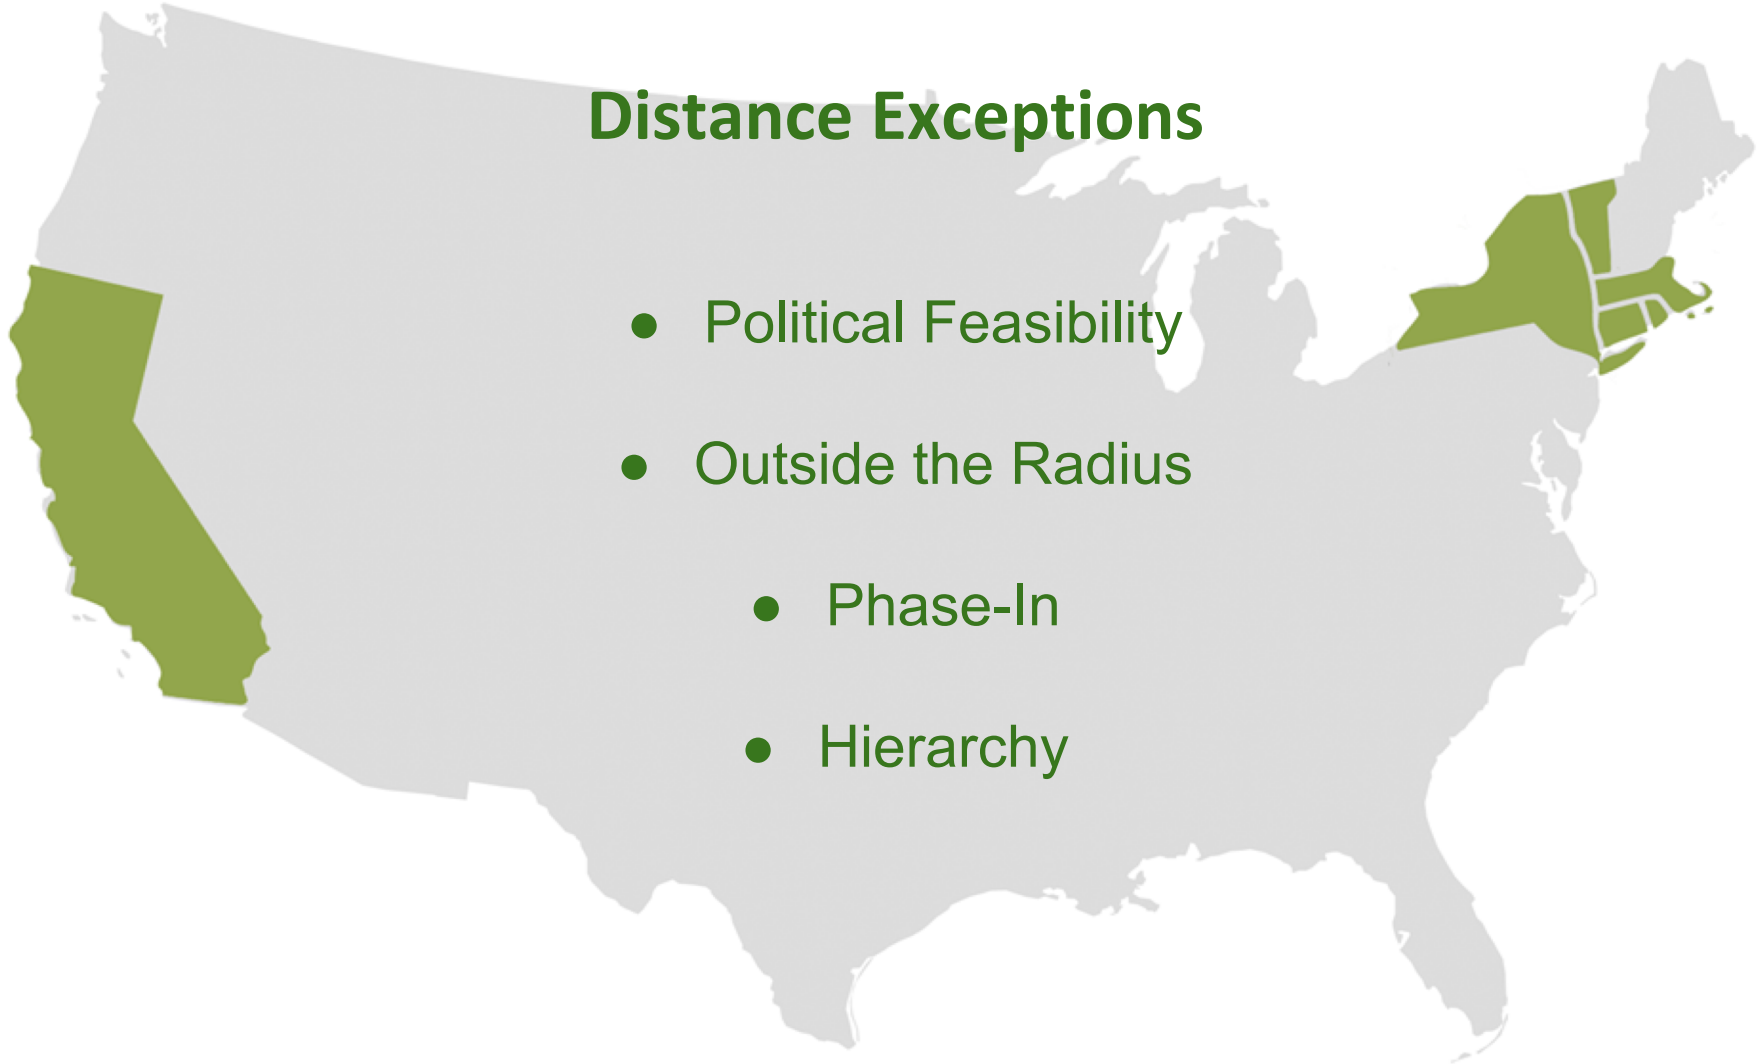 Distance Exceptions
● Political Feasibility
● Outside the Radius
● Phase-In
● Hierarchy